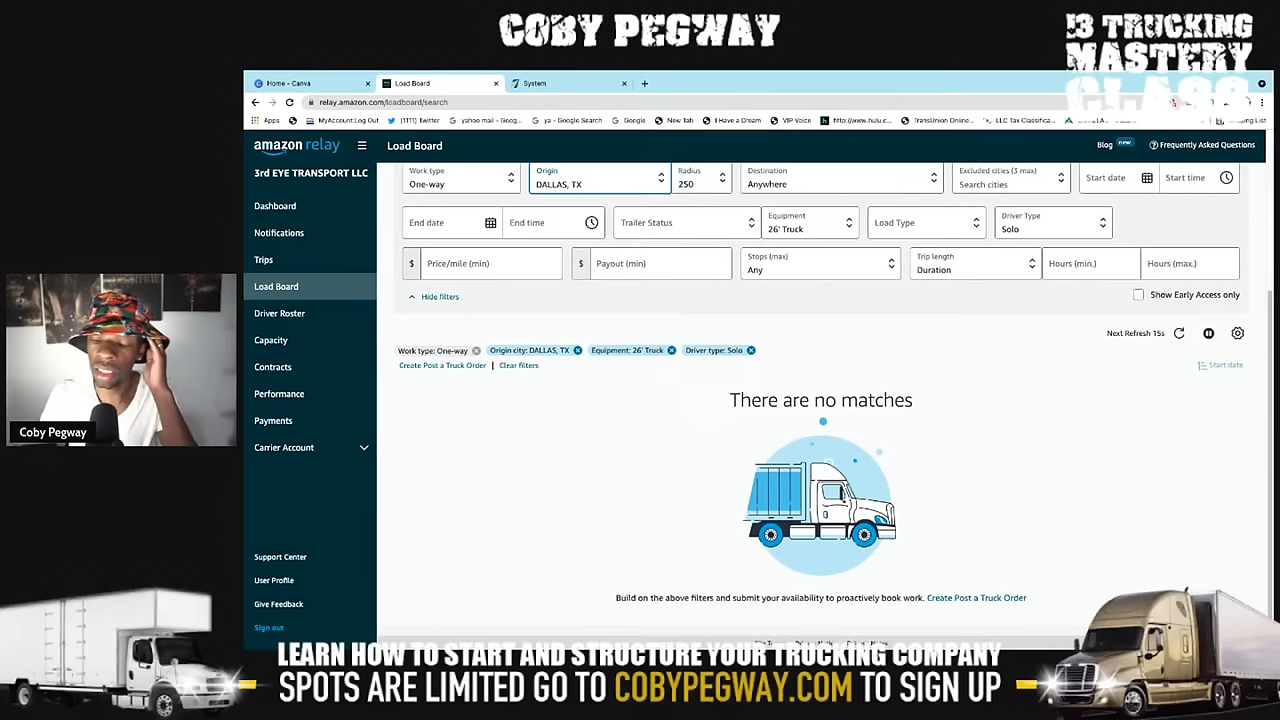 COBY PEGWAY
I3 TRUCKING
MASTERY
CLASS
Home - Canva
Load Board
System
relay.amazon.com/loadboard/search
Apps
MyAccount:Log Out
(1111) Twitter
yahoo mail - Goog...
ya - Google Search
Google
New Tab
I Have a Dream
VIP Voice
http://www.hulu.c...
TransUnion Online...
LLC Tax Classifica...
amazon relay
Load Board
Blog new
Frequently Asked Questions
3rd EYE TRANSPORT LLC
Dashboard
Notifications
Trips
Load Board
Driver Roster
Capacity
Contracts
Performance
Payments
Carrier Account
Support Center
User Profile
Give Feedback
Sign out
Work type
One-way
Origin
DALLAS, TX
Radius
250
Destination
Anywhere
Excluded cities (3 max)
Search cities
Start date
Start time
End date
End time
Trailer Status
Equipment
26' Truck
Load Type
Driver Type
Solo
$ Price/mile (min)
$ Payout (min)
Stops (max)
Any
Trip length
Duration
Hours (min.)
Hours (max.)
Hide filters
Show Early Access only
Next Refresh 15s
Work type: One-way
Origin city: DALLAS, TX
Equipment: 26' Truck
Driver type: Solo
Create Post a Truck Order | Clear filters
Start date
There are no matches
Build on the above filters and submit your availability to proactively book work. Create Post a Truck Order
Coby Pegway
LEARN HOW TO START AND STRUCTURE YOUR TRUCKING COMPANY
SPOTS ARE LIMITED GO TO COBYPEGWAY.COM TO SIGN UP